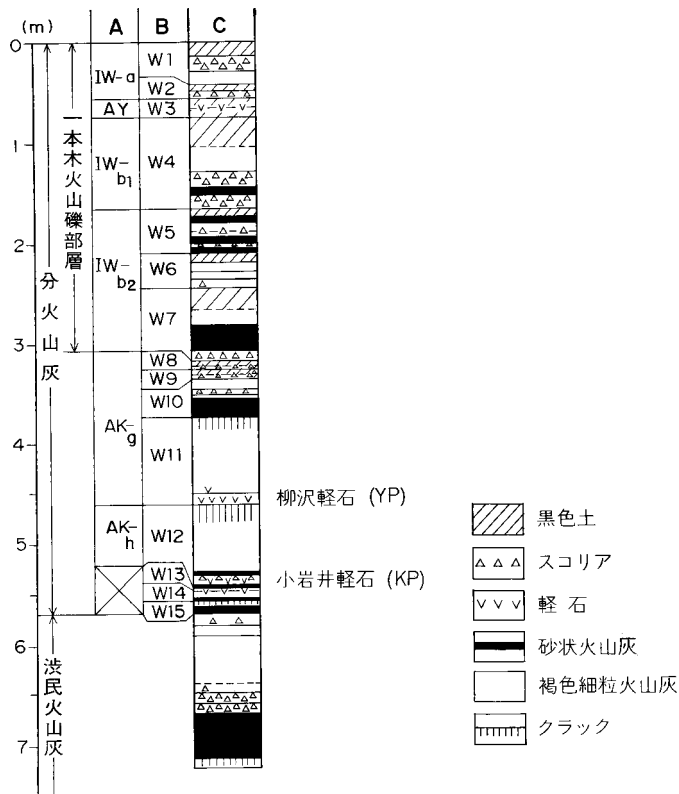 (m) A B C
0
1
2
3
4
5
6
7
分火山灰
一本木火山礫部層
渋民火山灰
IW-a
AY
IW-b1
IW-b2
AK-g
AK-h
W1
W2
W3
W4
W5
W6
W7
W8
W9
W10
W11
W12
W13
W14
W15
柳沢軽石 (YP)
小岩井軽石 (KP)
黒色土
スコリア
軽石
砂状火山灰
褐色細粒火山灰
クラック